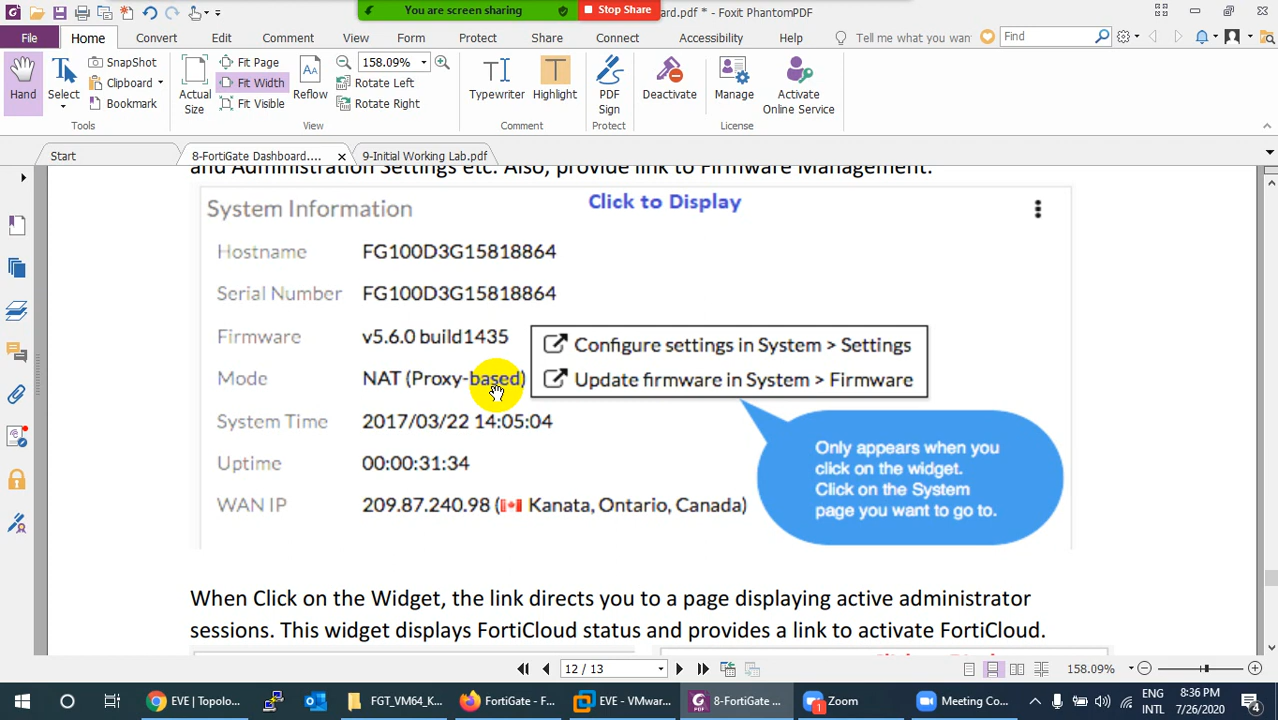 You are screen sharing
Stop Share
ard.pdf * - Foxit PhantomPDF
File
Home
Convert
Edit
Comment
View
Form
Protect
Share
Connect
Accessibility
Help
Tell me what you want
Find
Hand
Select
SnapShot
Clipboard
Bookmark
Tools
Actual Size
Fit Page
Fit Width
Fit Visible
Reflow
158.09%
Rotate Left
Rotate Right
View
Typewriter
Highlight
Comment
PDF Sign
Protect
Deactivate
Manage
Activate Online Service
License
Start
8-FortiGate Dashboard....
9-Initial Working Lab.pdf
and Administration Settings etc. Also, provide link to Firmware Management.
System Information
Click to Display
Hostname FG100D3G15818864
Serial Number FG100D3G15818864
Firmware v5.6.0 build1435
Configure settings in System > Settings
Mode NAT (Proxy-based)
Update firmware in System > Firmware
System Time 2017/03/22 14:05:04
Uptime 00:00:31:34
WAN IP 209.87.240.98 ( Kanata, Ontario, Canada)
Only appears when you
click on the widget.
Click on the System
page you want to go to.
When Click on the Widget, the link directs you to a page displaying active administrator
sessions. This widget displays FortiCloud status and provides a link to activate FortiCloud.
12 / 13
158.09%
EVE | Topolo...
FGT_VM64_K...
FortiGate - F...
EVE - VMware...
8-FortiGate ...
1
Zoom
Meeting Co...
ENG
INTL
8:36 PM
7/26/2020
4